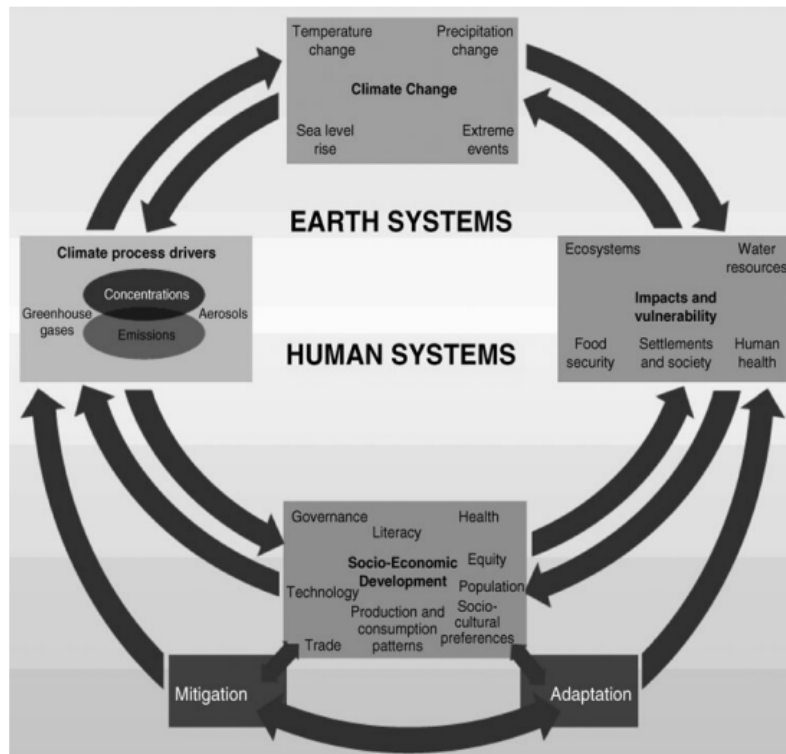 Temperature change
Precipitation change
Climate Change
Sea level rise
Extreme events
EARTH SYSTEMS
Climate process drivers
Concentrations
Greenhouse gases
Aerosols
Emissions
Ecosystems
Water resources
Impacts and vulnerability
Food security
Settlements and society
Human health
HUMAN SYSTEMS
Governance
Literacy
Health
Socio-Economic Development
Equity
Technology
Population
Production and consumption patterns
Socio-cultural preferences
Trade
Mitigation
Adaptation